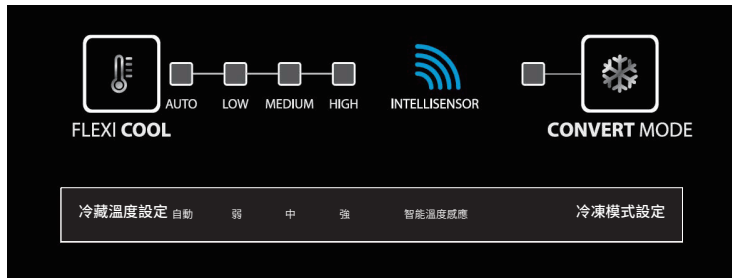 AUTO LOW MEDIUM HIGH INTELLISENSOR
FLEXI COOL CONVERT MODE
冷藏溫度設定 自動 弱 中 強 智能溫度感應 冷凍模式設定